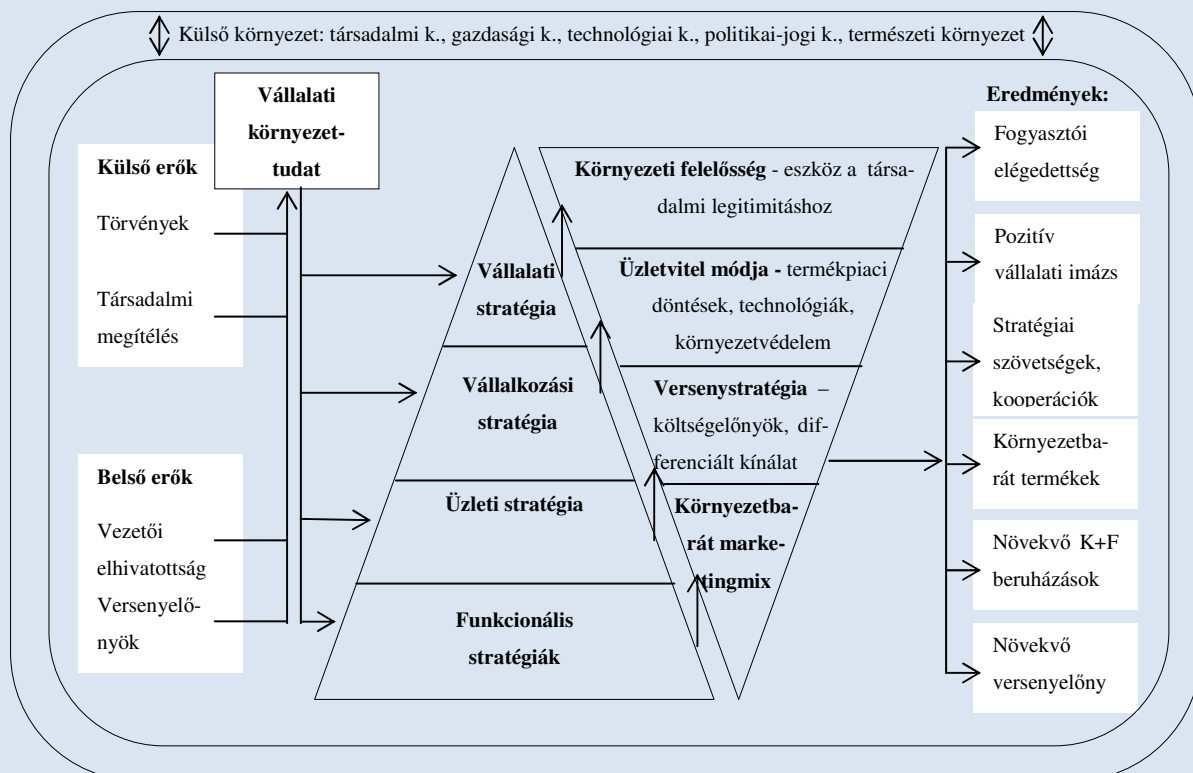 Külső környezet: társadalmi k., gazdasági k., technológiai k., politikai-jogi k., természeti környezet
Vállalati
környezet-
tudat
Külső erők
Törvények
Társadalmi
megítélés
Belső erők
Vezetői
elhivatottság
Versenyelő-
nyök
Vállalati
stratégia
Vállalkozási
stratégia
Üzleti stratégia
Funkcionális
stratégiák
Környezeti felelősség - eszköz a társa-
dalmi legitimitáshoz
Üzletvitel módja - termékpiaci
döntések, technológiák,
környezetvédelem
Versenystratégia –
költségelőnyök, dif-
ferenciált kínálat
Környezetba-
rát marke-
tingmix
Eredmények:
Fogyasztói
elégedettség
Pozitív
vállalati imázs
Stratégiai
szövetségek,
kooperációk
Környezetba-
rát termékek
Növekvő K+F
beruházások
Növekvő
versenyelőny